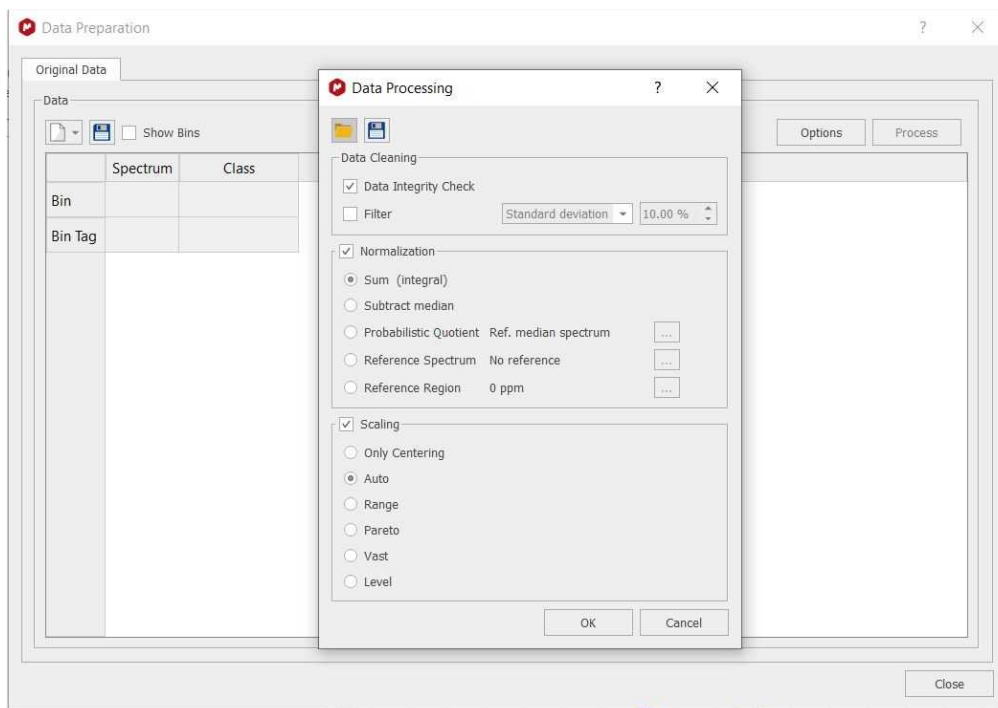 Data Preparation
Original Data
Data
Show Bins
Options
Process
Spectrum Class
Bin
Bin Tag
Data Processing
Data Cleaning
Data Integrity Check
Filter Standard deviation 10.00 %
Normalization
Sum (integral)
Subtract median
Probabilistic Quotient Ref. median spectrum ...
Reference Spectrum No reference ...
Reference Region 0 ppm ...
Scaling
Only Centering
Auto
Range
Pareto
Vast
Level
OK Cancel
Close